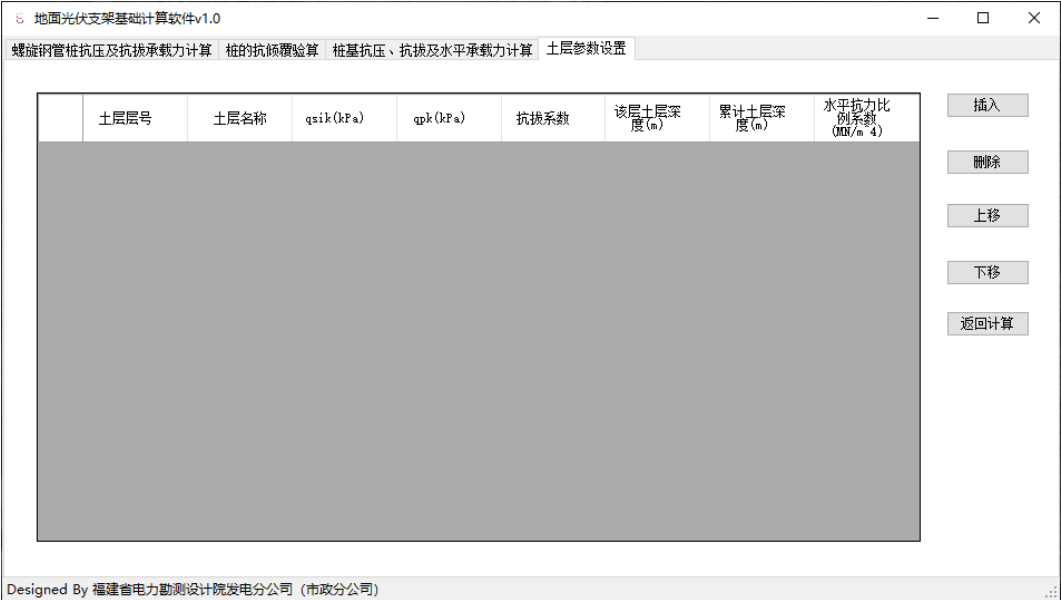 S 地面光伏支架基础计算软件v1.0
螺旋钢管桩抗压及抗拔承载力计算 桩的抗倾覆验算 桩基抗压、抗拔及水平承载力计算 土层参数设置
土层层号 土层名称 qsik(kPa) qpk(kPa) 抗拔系数 该层土层深度(m) 累计土层深度(m) 水平抗力比例系数(MN/m 4)
插入
删除
上移
下移
返回计算
Designed By 福建省电力勘测设计院发电分公司（市政分公司）